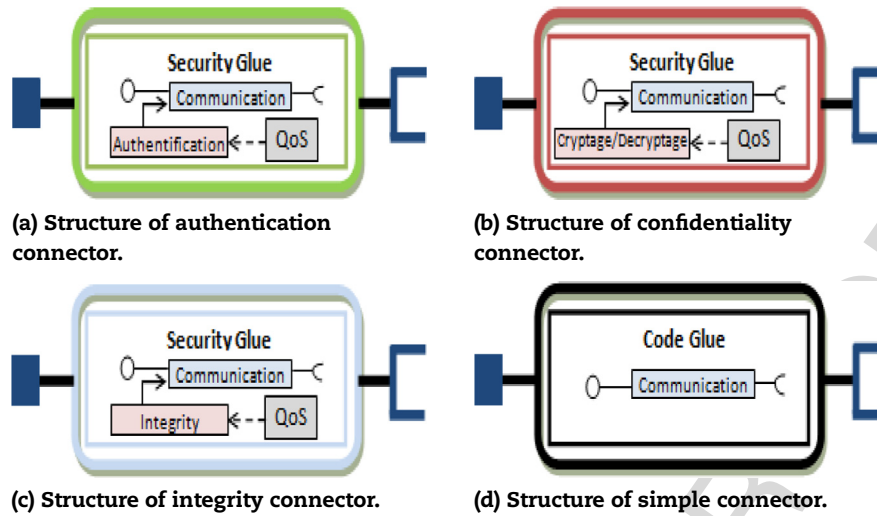 Security Glue
Communication
Authentification
QoS
(a) Structure of authentication
connector.
Security Glue
Communication
Cryptage/Decryptage
QoS
(b) Structure of confidentiality
connector.
Security Glue
Communication
Integrity
QoS
(c) Structure of integrity connector.
Code Glue
Communication
(d) Structure of simple connector.